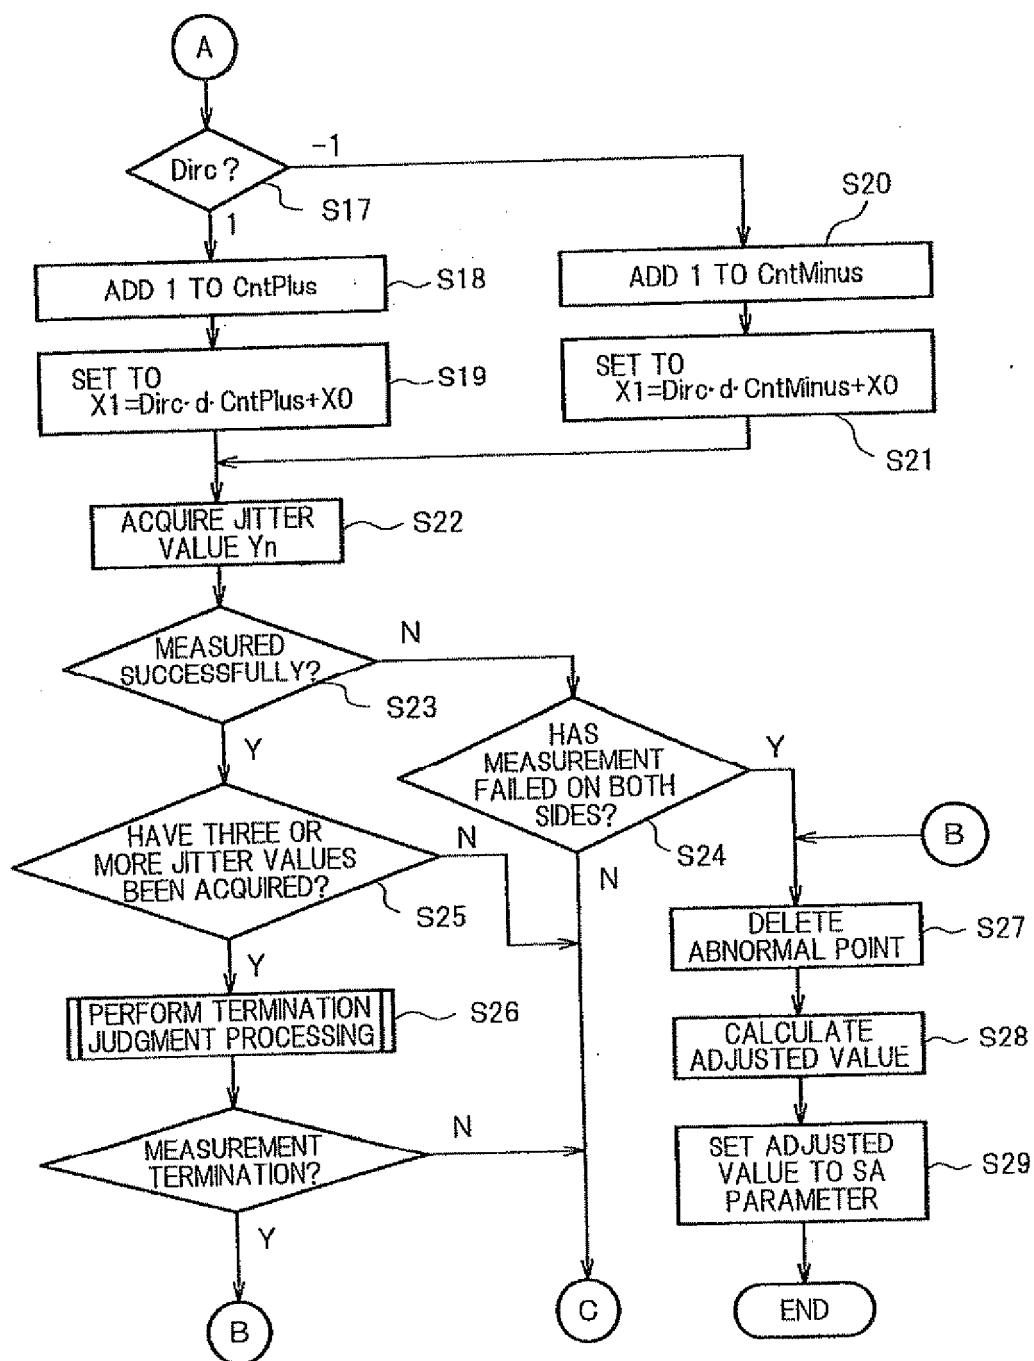 A
Dirc?
-1
S17
1
S20
ADD 1 TO CntPlus
S18
ADD 1 TO CntMinus
SET TO
X1=Dirc·d·CntPlus+X0
S19
SET TO
X1=Dirc·d·CntMinus+X0
S21
ACQUIRE JITTER
VALUE Yn
S22
MEASURED
SUCCESSFULLY?
N
S23
Y
HAS
MEASUREMENT
FAILED ON BOTH
SIDES?
Y
S24
N
B
HAVE THREE OR
MORE JITTER VALUES
BEEN ACQUIRED?
N
S25
Y
DELETE
ABNORMAL POINT
S27
PERFORM TERMINATION
JUDGMENT PROCESSING
S26
CALCULATE
ADJUSTED VALUE
S28
MEASUREMENT
TERMINATION?
N
Y
SET ADJUSTED
VALUE TO SA
PARAMETER
S29
B
C
END